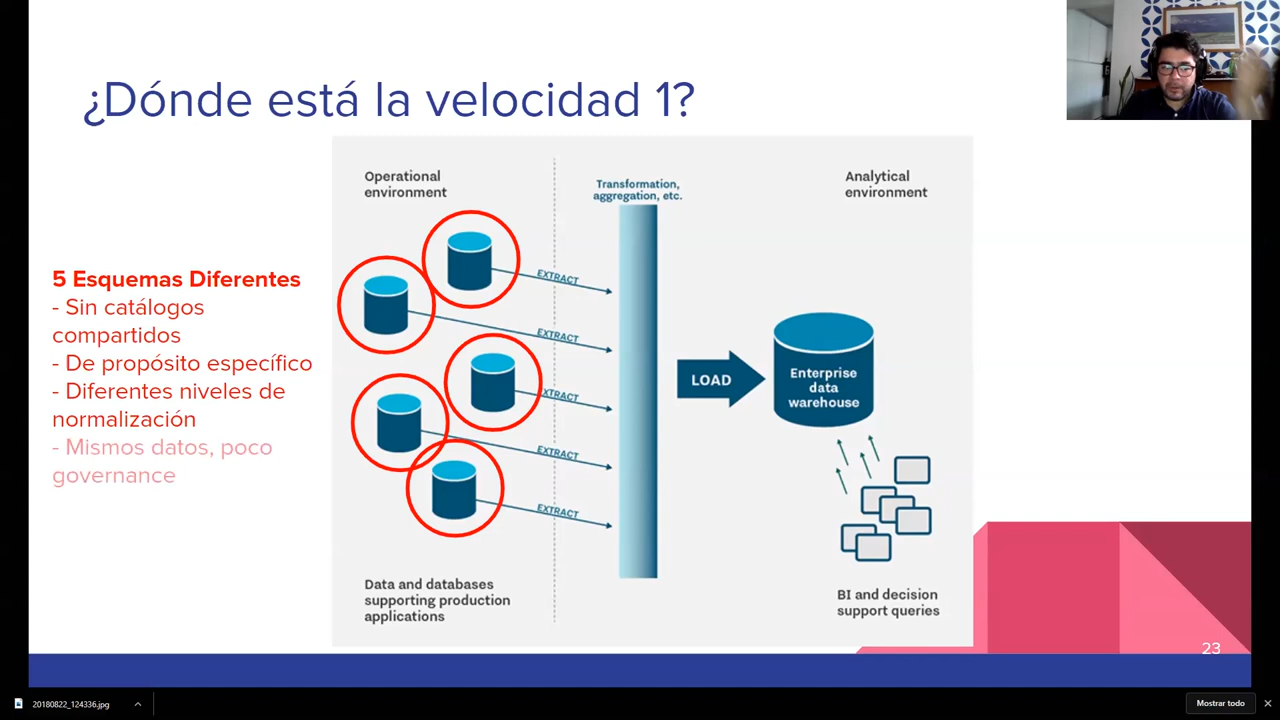 ¿Dónde está la velocidad 1?
Operational
environment
Transformation,
aggregation, etc.
Analytical
environment
5 Esquemas Diferentes
- Sin catálogos
compartidos
- De propósito específico
- Diferentes niveles de
normalización
- Mismos datos, poco
governance
EXTRACT
EXTRACT
EXTRACT
EXTRACT
EXTRACT
LOAD
Enterprise
data
warehouse
Data and databases
supporting production
applications
BI and decision
support queries
23
20180822_124336.jpg
Mostrar todo